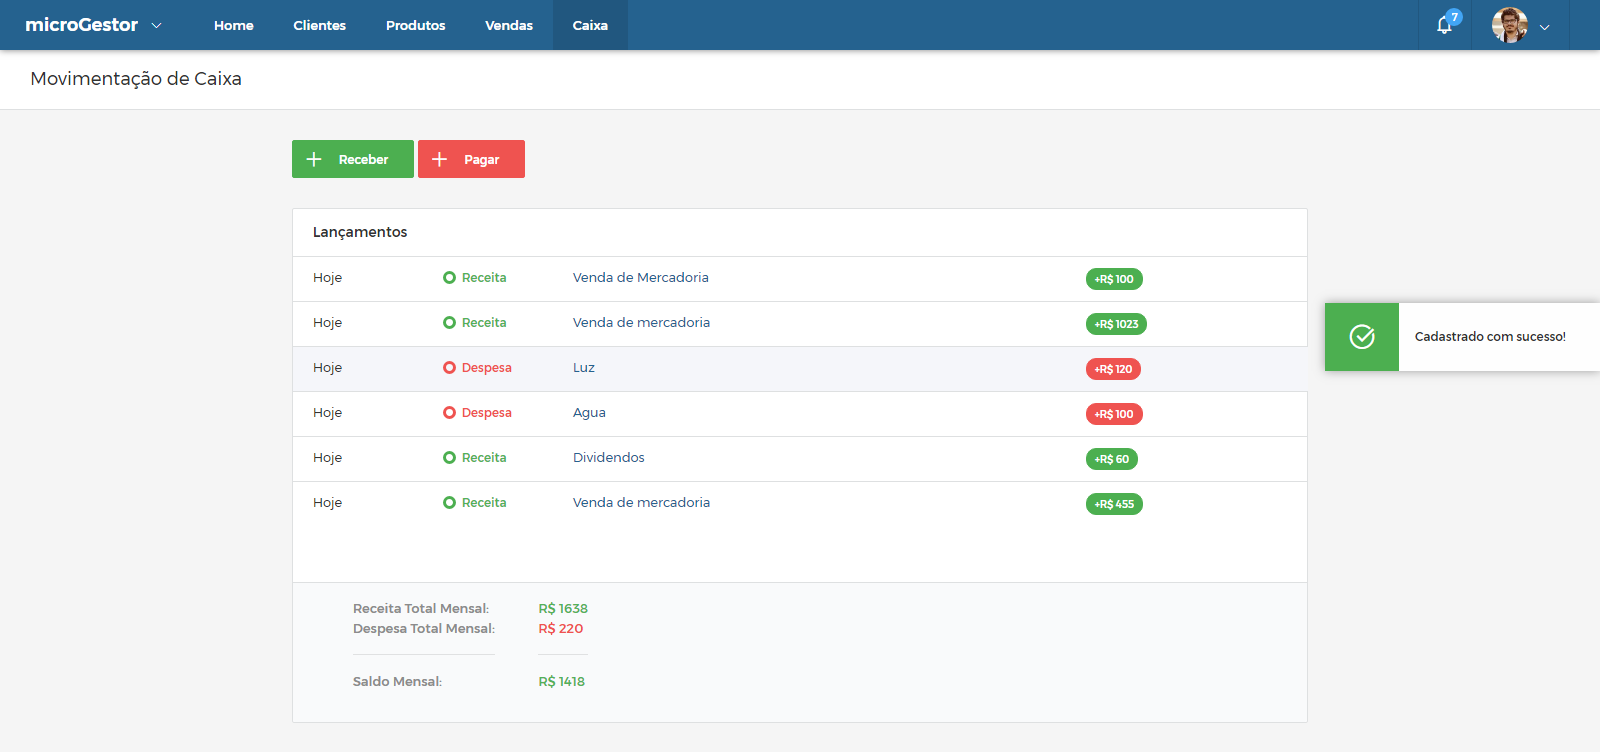 microGestor Home Clientes Produtos Vendas Caixa 7
Movimentação de Caixa
Receber Pagar
Lançamentos
Hoje Receita Venda de Mercadoria +R$ 100
Hoje Receita Venda de mercadoria +R$ 1023
Hoje Despesa Luz +R$ 120
Hoje Despesa Agua +R$ 100
Hoje Receita Dividendos +R$ 60
Hoje Receita Venda de mercadoria +R$ 455
Cadastrado com sucesso!
Receita Total Mensal: R$ 1638
Despesa Total Mensal: R$ 220
Saldo Mensal: R$ 1418